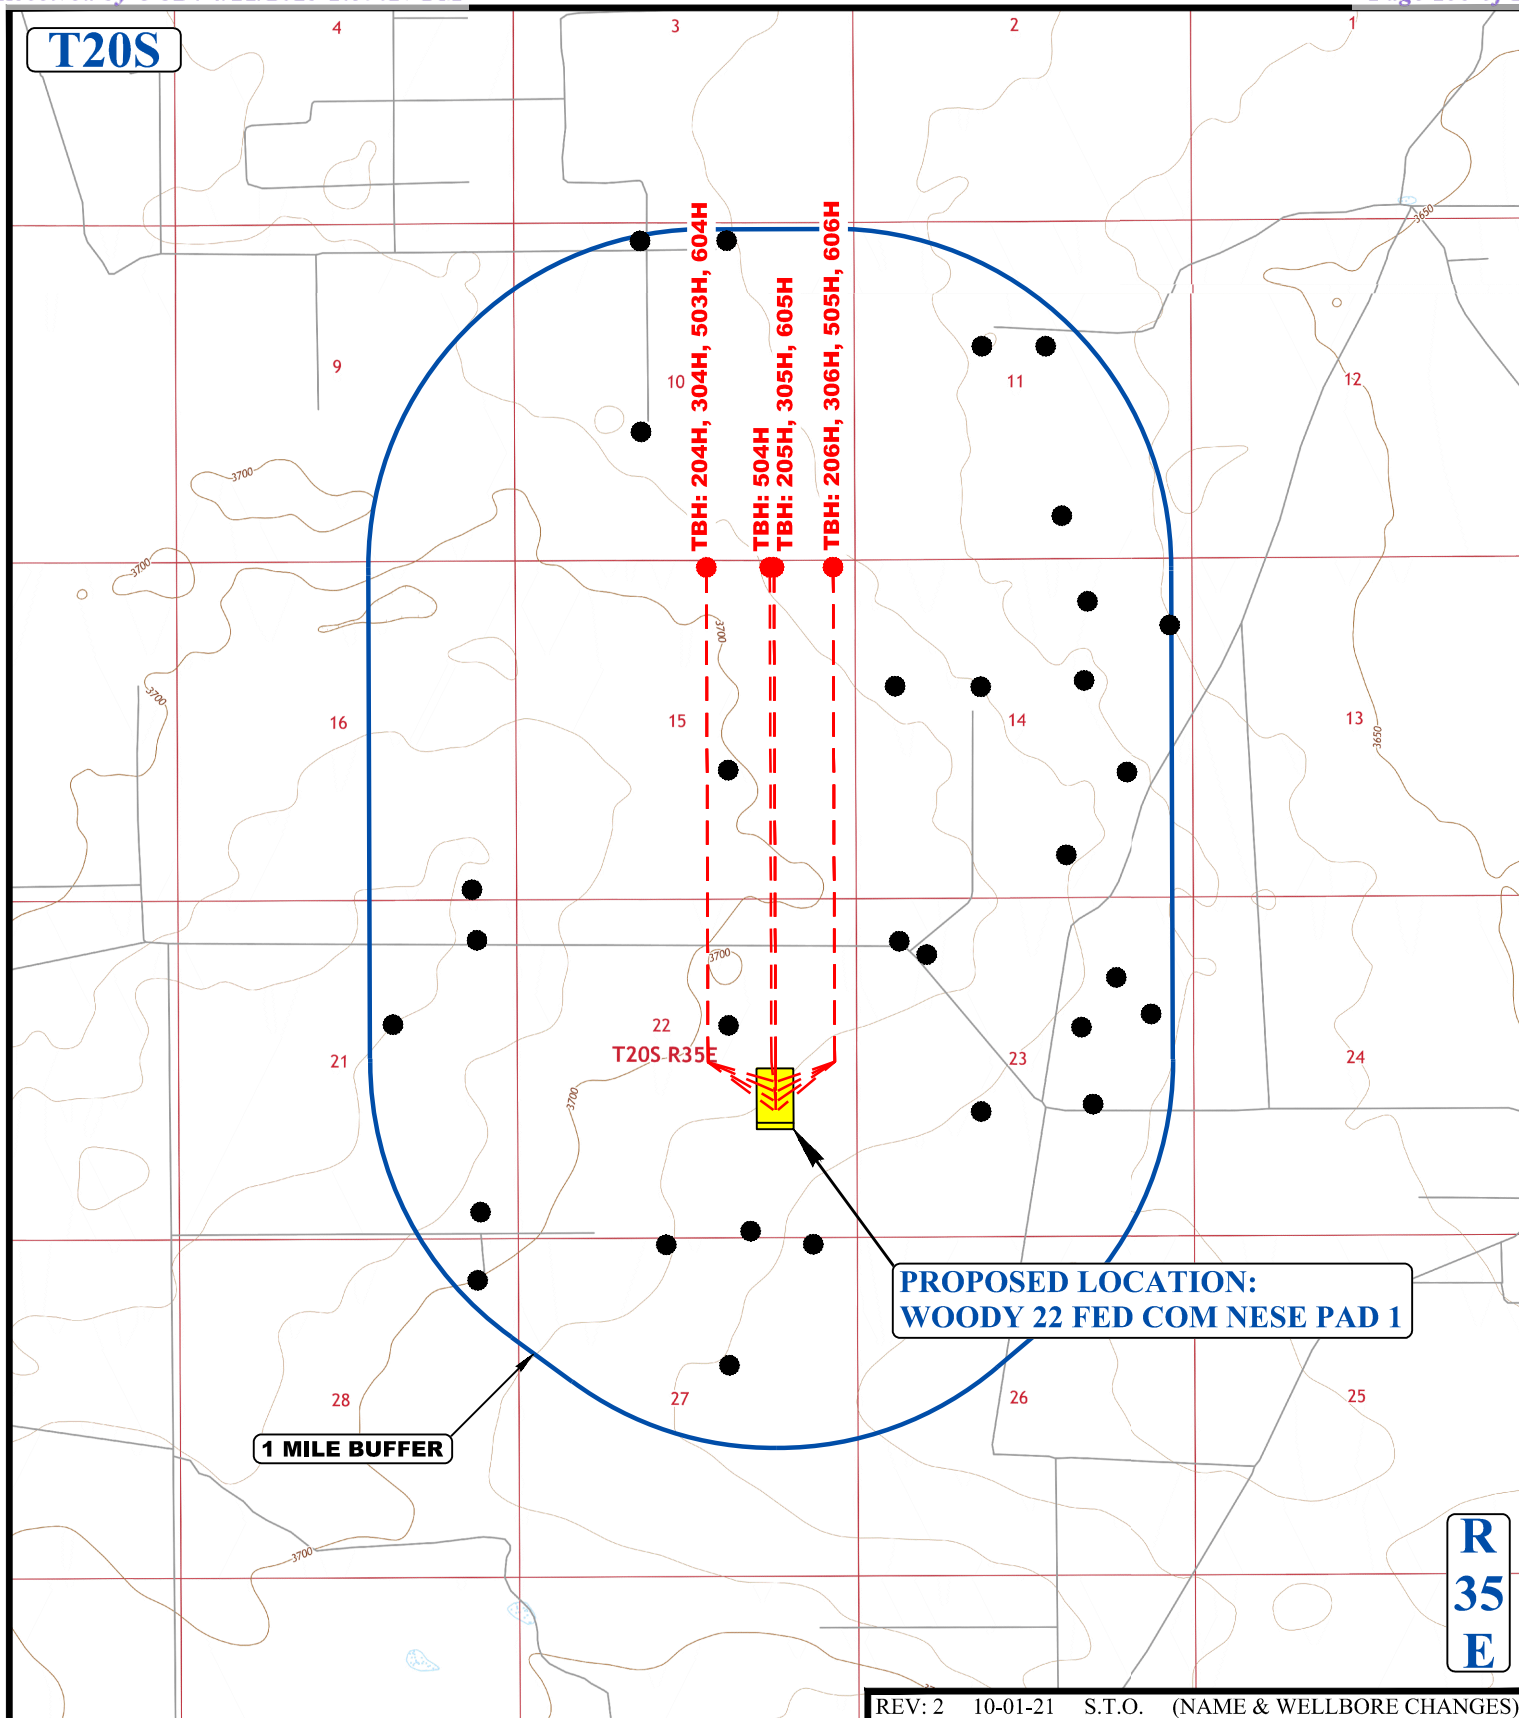 T20S
4
3
2
1
3650
TBH: 204H, 304H, 503H, 604H
TBH: 504H
TBH: 205H, 305H, 605H
TBH: 206H, 306H, 505H, 606H
9
10
11
12
3700
3700
3700
3700
16
15
14
13
3650
3700
22
T20S R35E
21
23
24
3700
PROPOSED LOCATION:
WOODY 22 FED COM NESE PAD 1
28
27
26
25
1 MILE BUFFER
3700
R
35
E
REV: 2 10-01-21 S.T.O. (NAME & WELLBORE CHANGES)